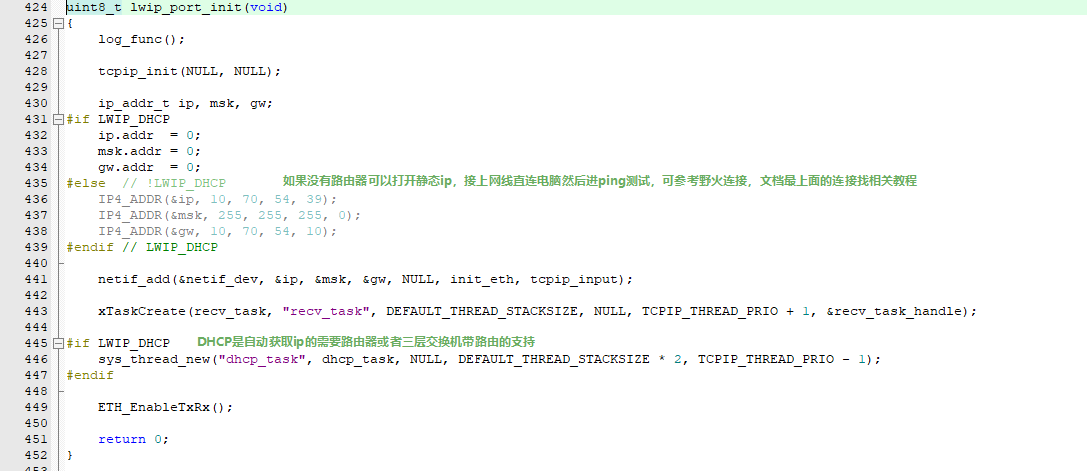 424 uint8_t lwip_port_init(void)
425 {
426     log_func();
427
428     tcpip_init(NULL, NULL);
429
430     ip_addr_t ip, msk, gw;
431 #if LWIP_DHCP
432     ip.addr  = 0;
433     msk.addr = 0;
434     gw.addr  = 0;
435 #else  // !LWIP_DHCP 如果没有路由器可以打开静态ip，接上网线直连电脑然后进ping测试，可参考野火连接，文档最上面的连接找相关教程
436     IP4_ADDR(&ip, 10, 70, 54, 39);
437     IP4_ADDR(&msk, 255, 255, 255, 0);
438     IP4_ADDR(&gw, 10, 70, 54, 10);
439 #endif // LWIP_DHCP
440
441     netif_add(&netif_dev, &ip, &msk, &gw, NULL, init_eth, tcpip_input);
442
443     xTaskCreate(recv_task, "recv_task", DEFAULT_THREAD_STACKSIZE, NULL, TCPIP_THREAD_PRIO + 1, &recv_task_handle);
444
445 #if LWIP_DHCP DHCP是自动获取ip的需要路由器或者三层交换机带路由的支持
446     sys_thread_new("dhcp_task", dhcp_task, NULL, DEFAULT_THREAD_STACKSIZE * 2, TCPIP_THREAD_PRIO - 1);
447 #endif
448
449     ETH_EnableTxRx();
450
451     return 0;
452 }